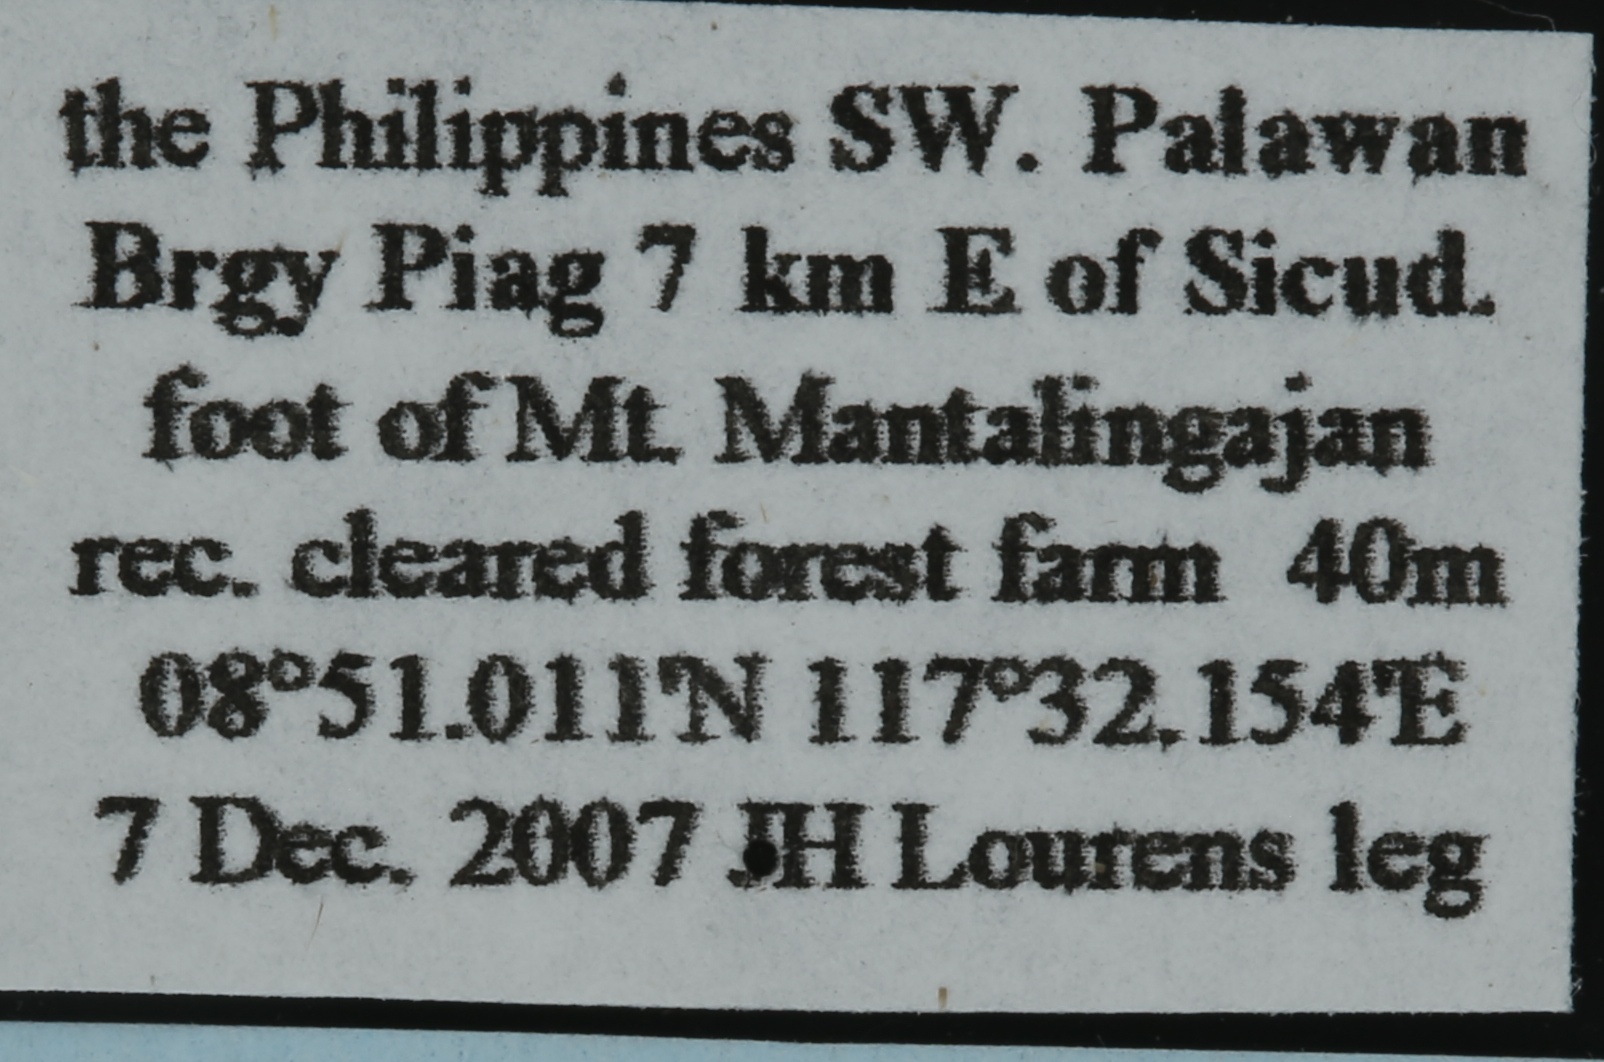 the Philippines SW. Palawan
Brgy Piag 7 km E of Sicud.
foot of Mt. Mantalingajan
rec. cleared forest farm 40m
08°51.011'N 117°32.154'E
7 Dec. 2007 JH Lourens leg